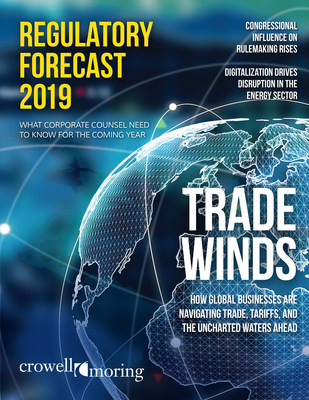 REGULATORY
FORECAST
2019
WHAT CORPORATE COUNSEL NEED
TO KNOW FOR THE COMING YEAR
CONGRESSIONAL
INFLUENCE ON
RULEMAKING RISES
DIGITALIZATION DRIVES
DISRUPTION IN THE
ENERGY SECTOR
TRADE
WINDS
HOW GLOBAL BUSINESSES ARE
NAVIGATING TRADE, TARIFFS, AND
THE UNCHARTED WATERS AHEAD
crowell moring